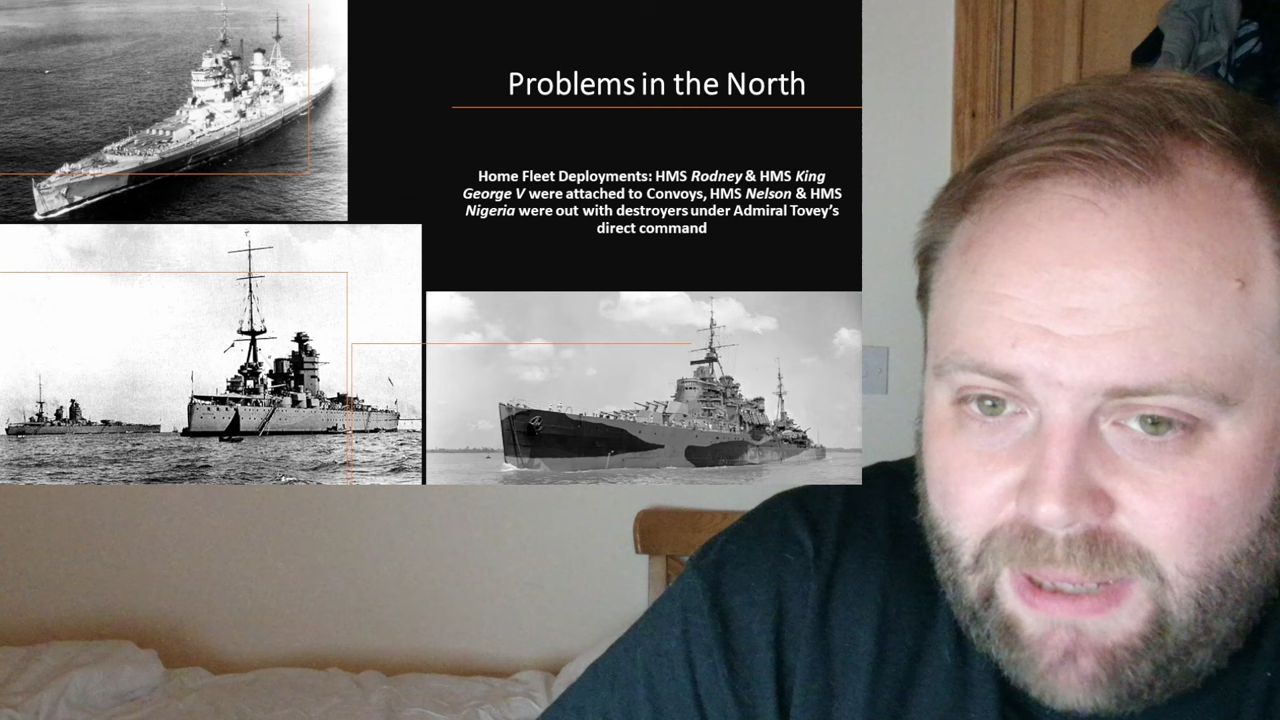 Problems in the North
Home Fleet Deployments: HMS Rodney & HMS King
George V were attached to Convoys, HMS Nelson & HMS
Nigeria were out with destroyers under Admiral Tovey's
direct command